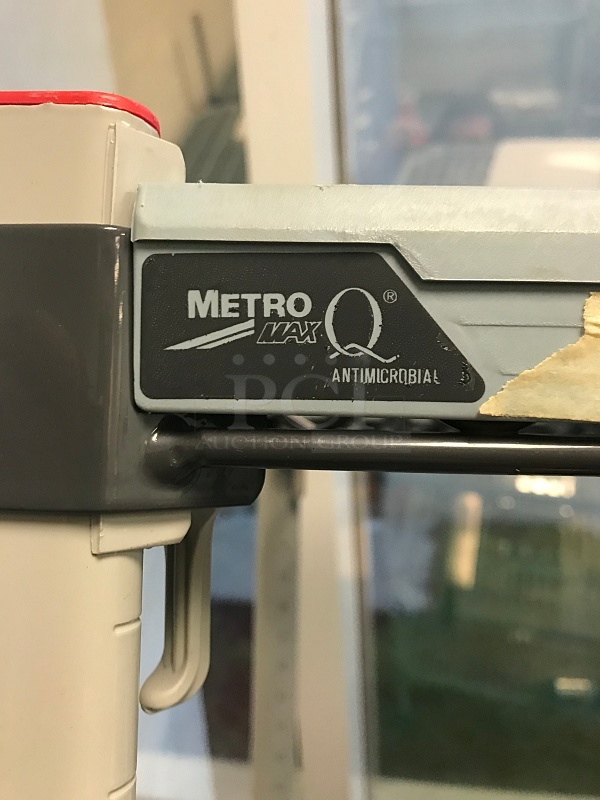 METRO
MAX Q®
ANTIMICROBIAL
PCI
AUCTION GROUP